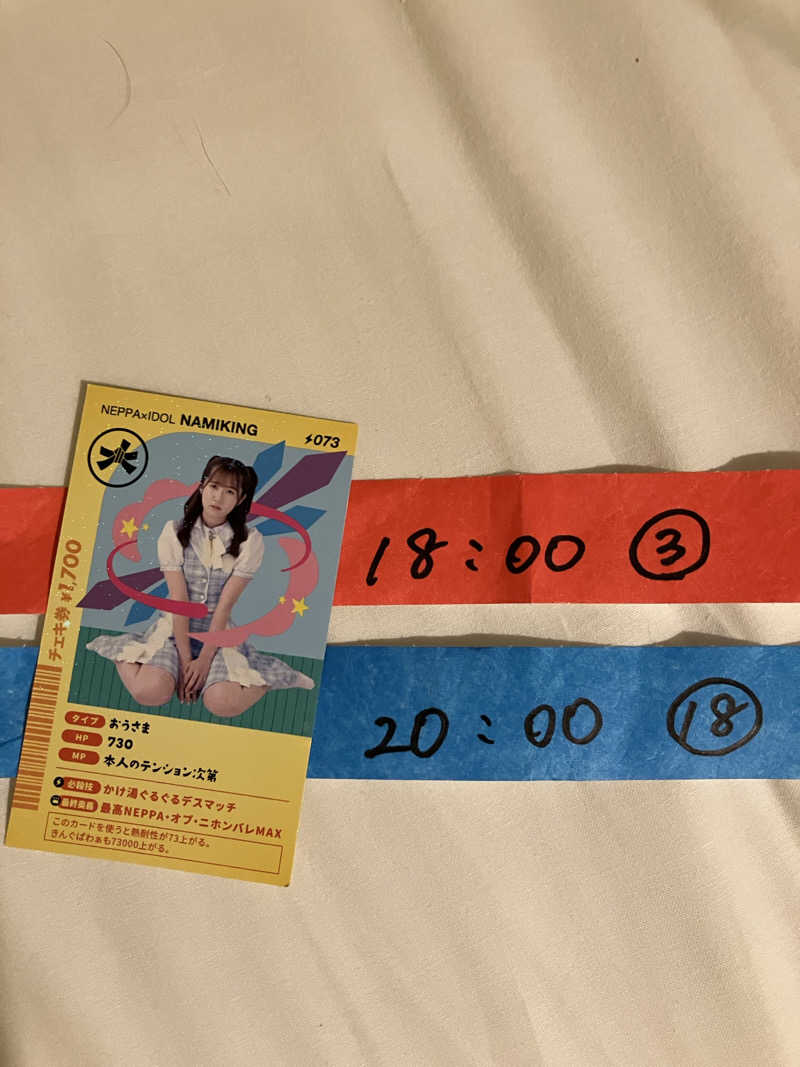 NEPPA×IDOL NAMIKING
073
チェキ券 ¥1,700
タイプ おうさま
HP 730
MP 本人のテンション次第
必殺技 かけ湯ぐるぐるデスマッチ
最終奥義 最高NEPPA・オブ・ニホンバレMAX
このカードを使うと熱耐性が73上がる。
きんぐぱわぁも73000上がる。
18:00 ③
20:00 ⑱